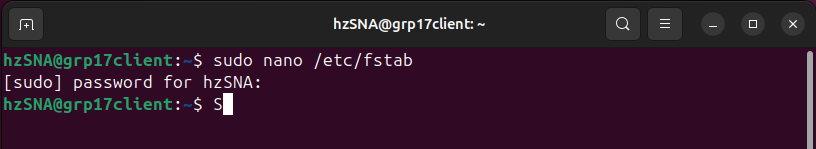 hzSNA@grp17client: ~
hzSNA@grp17client:~$ sudo nano /etc/fstab
[sudo] password for hzSNA:
hzSNA@grp17client:~$ S